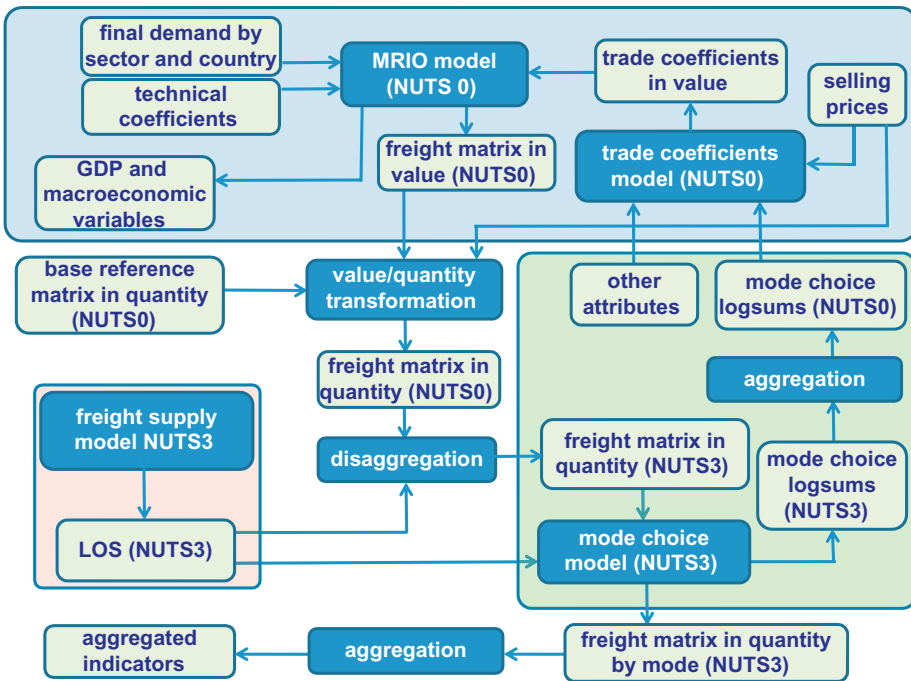 final demand by
sector and country
MRIO model
(NUTS 0)
trade coefficients
in value
selling
prices
technical
coefficients
freight matrix in
value (NUTS0)
trade coefficients
model (NUTS0)
GDP and
macroeconomic
variables
base reference
matrix in quantity
(NUTS0)
value/quantity
transformation
other
attributes
mode choice
logsums (NUTS0)
freight matrix in
quantity (NUTS0)
aggregation
freight supply
model NUTS3
disaggregation
freight matrix in
quantity (NUTS3)
mode choice
logsums
(NUTS3)
LOS (NUTS3)
mode choice
model (NUTS3)
aggregated
indicators
aggregation
freight matrix in quantity
by mode (NUTS3)